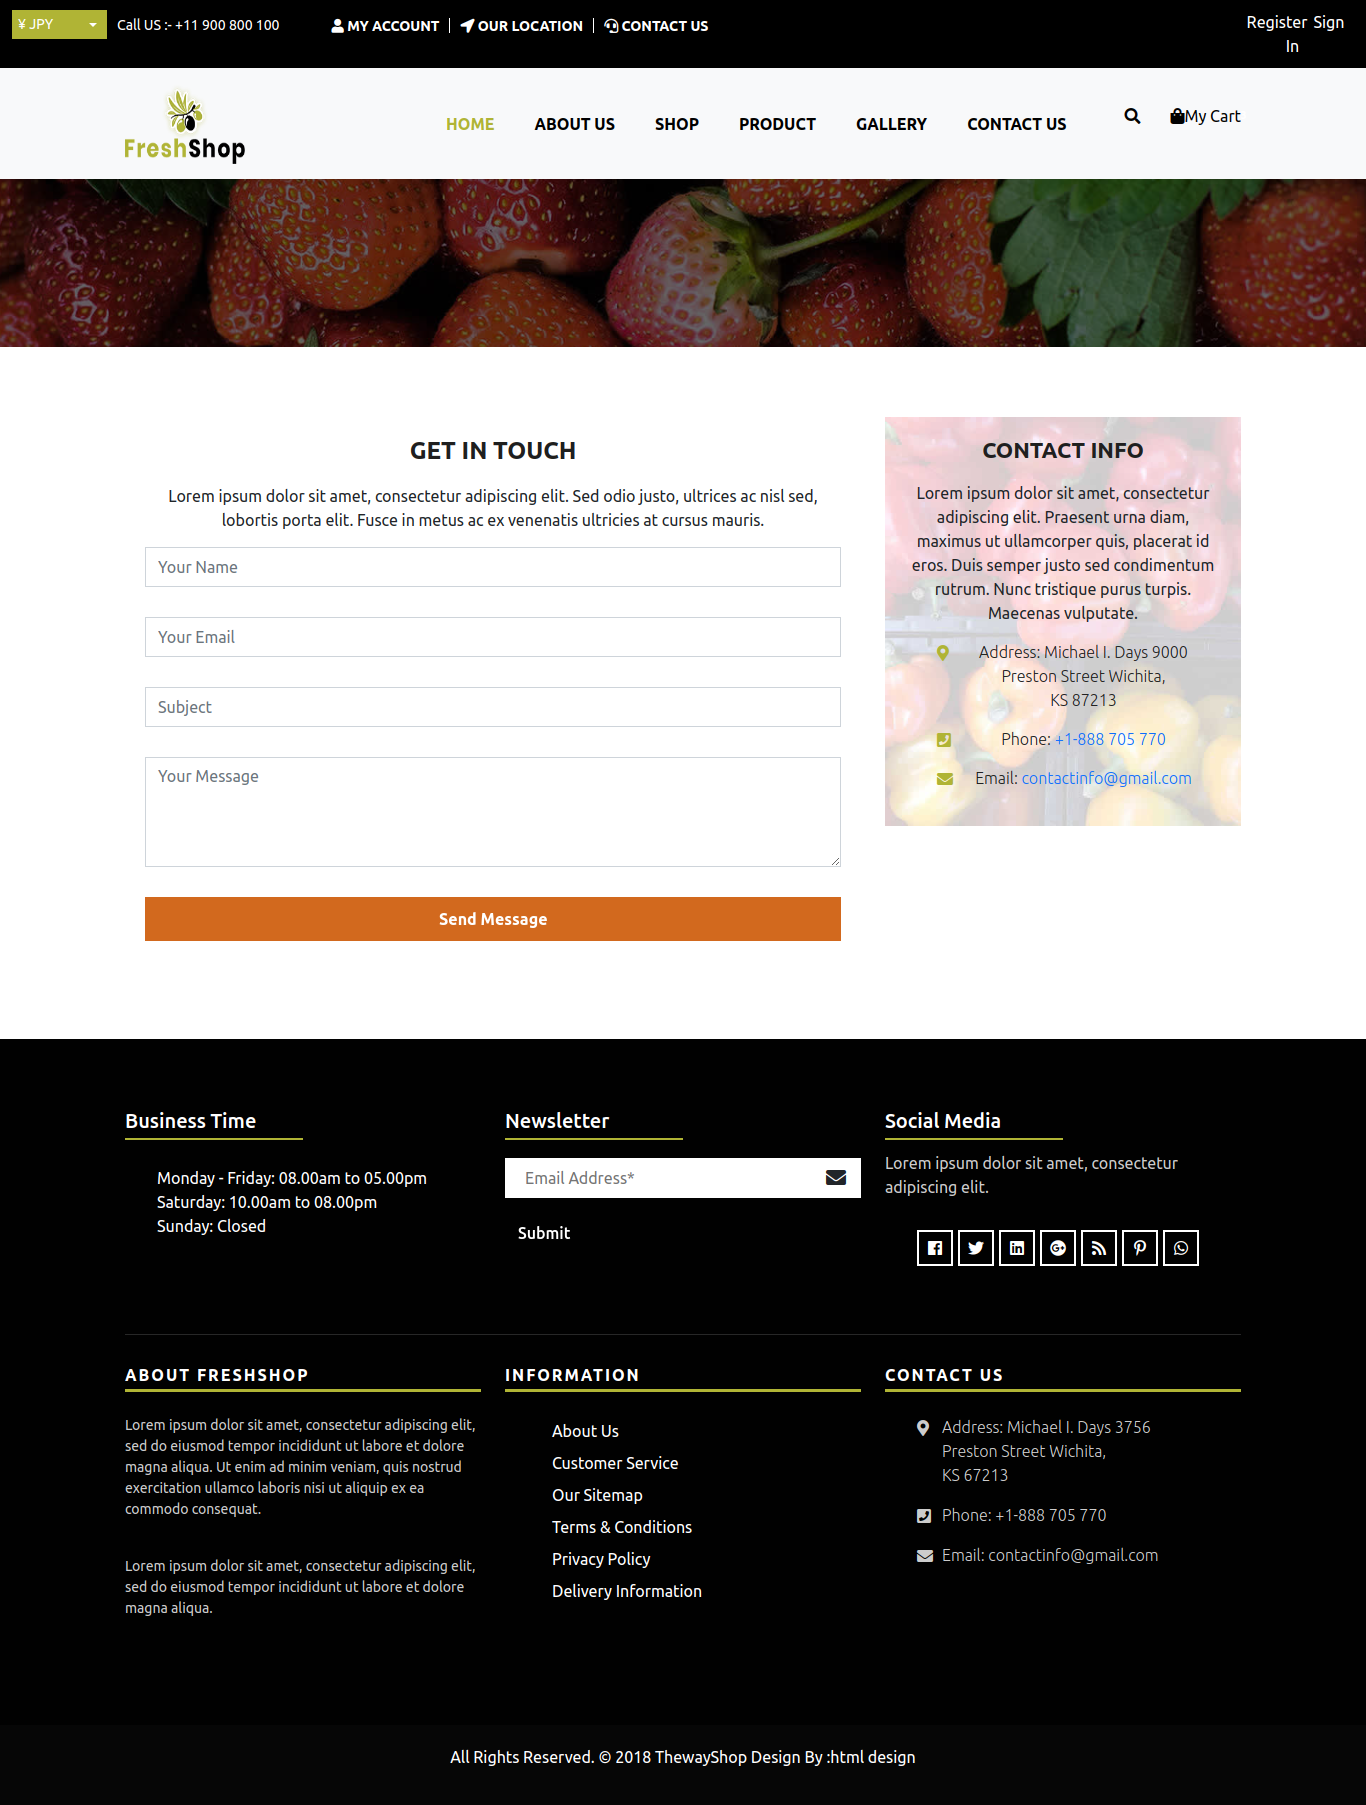 ¥ JPY
Call US :- +11 900 800 100
MY ACCOUNT
OUR LOCATION
CONTACT US
Register Sign
In
FreshShop
HOME
ABOUT US
SHOP
PRODUCT
GALLERY
CONTACT US
My Cart
GET IN TOUCH
Lorem ipsum dolor sit amet, consectetur adipiscing elit. Sed odio justo, ultrices ac nisl sed,
lobortis porta elit. Fusce in metus ac ex venenatis ultricies at cursus mauris.
Your Name
Your Email
Subject
Your Message
Send Message
CONTACT INFO
Lorem ipsum dolor sit amet, consectetur
adipiscing elit. Praesent urna diam,
maximus ut ullamcorper quis, placerat id
eros. Duis semper justo sed condimentum
rutrum. Nunc tristique purus turpis.
Maecenas vulputate.
Address: Michael I. Days 9000
Preston Street Wichita,
KS 87213
Phone: +1-888 705 770
Email: contactinfo@gmail.com
Business Time
Monday - Friday: 08.00am to 05.00pm
Saturday: 10.00am to 08.00pm
Sunday: Closed
Newsletter
Email Address*
Submit
Social Media
Lorem ipsum dolor sit amet, consectetur
adipiscing elit.
ABOUT FRESHSHOP
Lorem ipsum dolor sit amet, consectetur adipiscing elit,
sed do eiusmod tempor incididunt ut labore et dolore
magna aliqua. Ut enim ad minim veniam, quis nostrud
exercitation ullamco laboris nisi ut aliquip ex ea
commodo consequat.
Lorem ipsum dolor sit amet, consectetur adipiscing elit,
sed do eiusmod tempor incididunt ut labore et dolore
magna aliqua.
INFORMATION
About Us
Customer Service
Our Sitemap
Terms & Conditions
Privacy Policy
Delivery Information
CONTACT US
Address: Michael I. Days 3756
Preston Street Wichita,
KS 67213
Phone: +1-888 705 770
Email: contactinfo@gmail.com
All Rights Reserved. © 2018 ThewayShop Design By :html design